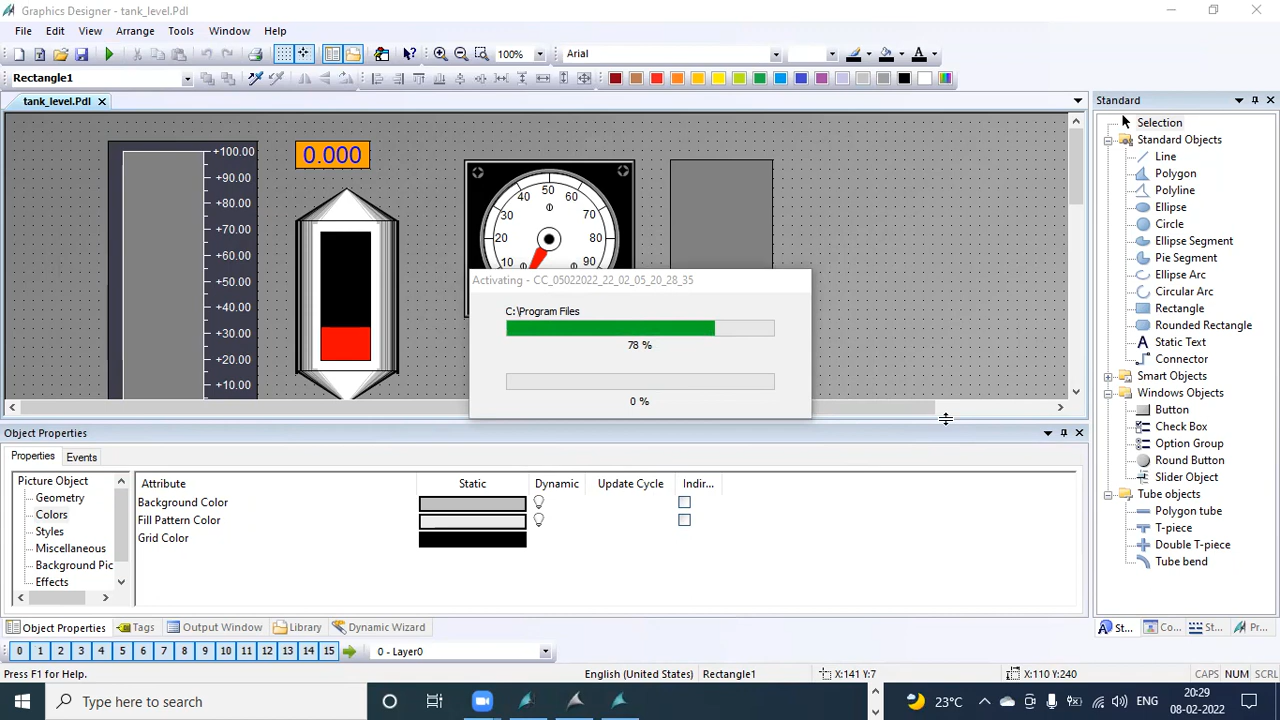 Graphics Designer - tank_level.Pdl
File Edit View Arrange Tools Window Help
100% Arial
Rectangle1
tank_level.Pdl
+100.00
+90.00
+80.00
+70.00
+60.00
+50.00
+40.00
+30.00
+20.00
+10.00
0.000
50
40 60
30 70
20 80
10 90
Activating - CC_05022022_22_02_05_20_28_35
C:\Program Files
78 %
0 %
Standard
Selection
Standard Objects
Line
Polygon
Polyline
Ellipse
Circle
Ellipse Segment
Pie Segment
Ellipse Arc
Circular Arc
Rectangle
Rounded Rectangle
Static Text
Connector
Smart Objects
Windows Objects
Button
Check Box
Option Group
Round Button
Slider Object
Tube objects
Polygon tube
T-piece
Double T-piece
Tube bend
St... Co... St... Pr...
Object Properties
Properties Events
Picture Object
Geometry
Colors
Styles
Miscellaneous
Background Pic
Effects
Attribute Static Dynamic Update Cycle Indir...
Background Color
Fill Pattern Color
Grid Color
Object Properties Tags Output Window Library Dynamic Wizard
0 1 2 3 4 5 6 7 8 9 10 11 12 13 14 15 0 - Layer0
Press F1 for Help. English (United States) Rectangle1 X:141 Y:7 X:110 Y:240 CAPS NUM SCRL
Type here to search 23°C ENG 20:29
08-02-2022